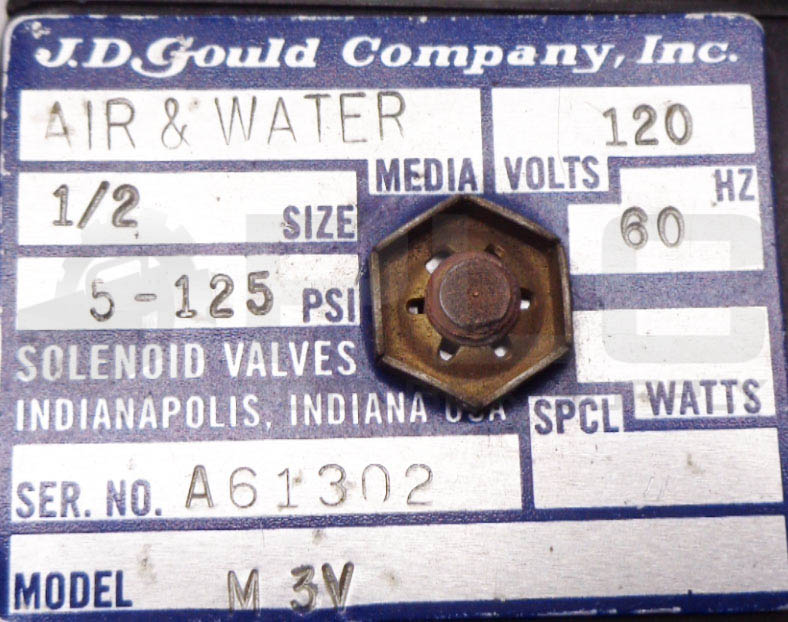 J.D. Gould Company, Inc.
AIR & WATER MEDIA
120 VOLTS
1/2 SIZE
60 HZ
5-125 PSI
SOLENOID VALVES
INDIANAPOLIS, INDIANA USA
WATTS
SPCL
SER. NO. A61302
MODEL M 3V